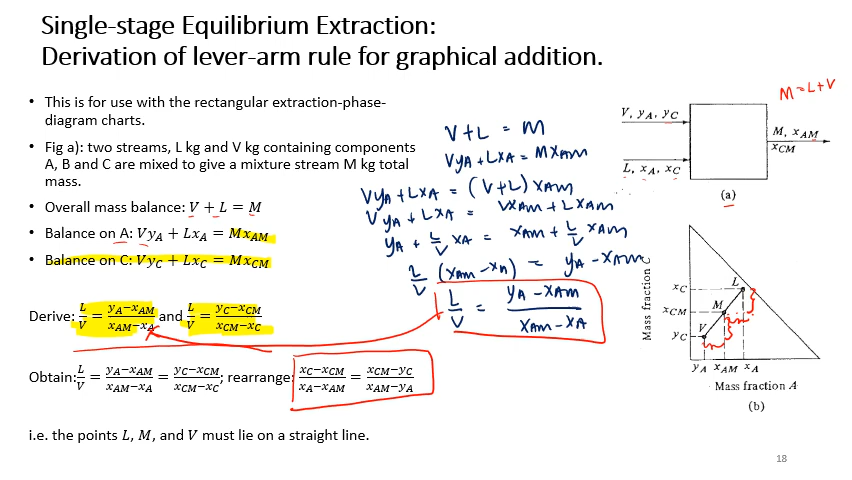 Single-stage Equilibrium Extraction:
Derivation of lever-arm rule for graphical addition.
• This is for use with the rectangular extraction-phase-
diagram charts.
• Fig a): two streams, L kg and V kg containing components
A, B and C are mixed to give a mixture stream M kg total
mass.
• Overall mass balance: V + L = M
• Balance on A: Vy_A + Lx_A = Mx_AM
• Balance on C: Vy_C + Lx_C = Mx_CM
Derive: L/V = (y_A−x_AM)/(x_AM−x_A) and L/V = (y_C−x_CM)/(x_CM−x_C)
Obtain: L/V = (y_A−x_AM)/(x_AM−x_A) = (y_C−x_CM)/(x_CM−x_C); rearrange: (x_C−x_CM)/(x_A−x_AM) = (x_CM−y_C)/(x_AM−y_A)
i.e. the points L, M, and V must lie on a straight line.
V + L = M
Vy_A + Lx_A = Mx_AM
Vy_A + Lx_A = (V+L) x_AM
Vy_A + Lx_A = Vx_AM + Lx_AM
y_A + L/V x_A = x_AM + L/V x_AM
L/V (x_AM − x_A) = y_A − x_AM
L/V = (y_A − x_AM)/(x_AM − x_A)
M = L+V
V, y_A, y_C
M, x_AM
x_CM
L, x_A, x_C
(a)
Mass fraction C
x_C
L
x_CM
M
y_C
V
y_A x_AM x_A
Mass fraction A
(b)
18